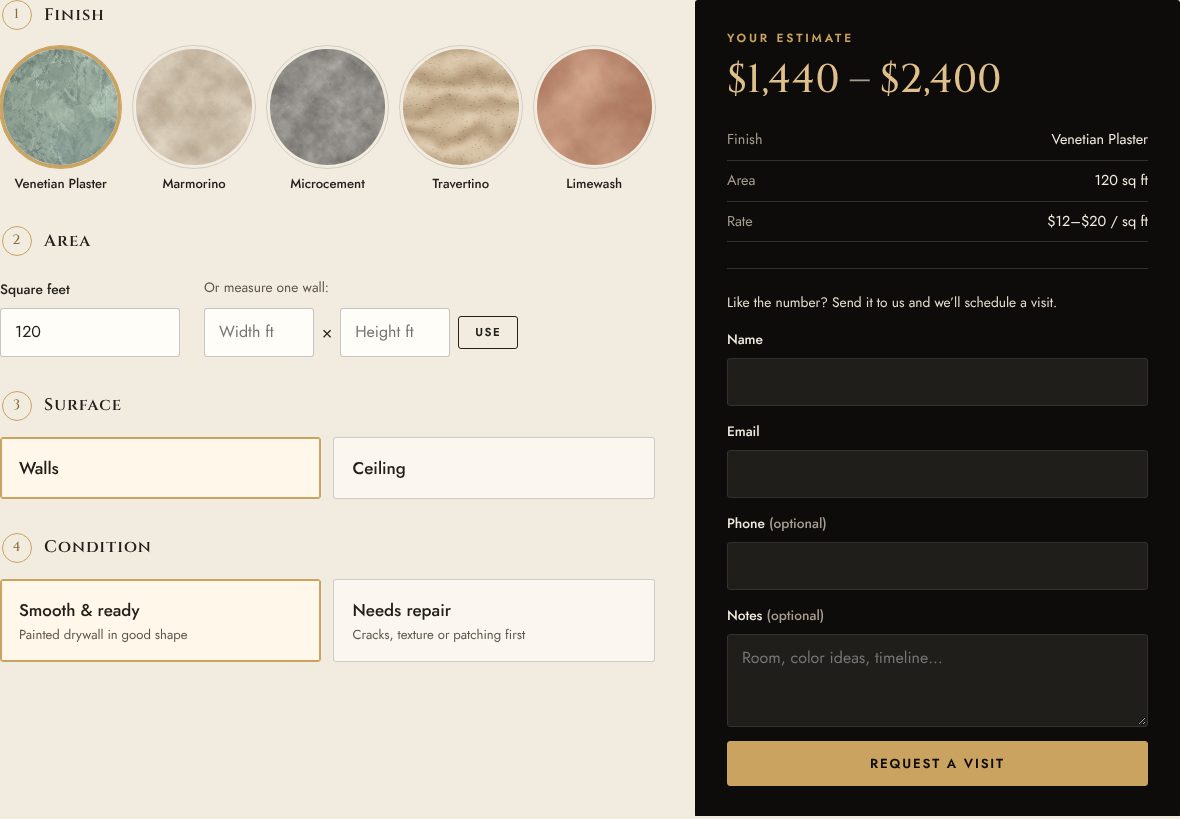 1 Finish
Venetian Plaster
Marmorino
Microcement
Travertino
Limewash
2 Area
Square feet
Or measure one wall:
120
Width ft × Height ft USE
3 Surface
Walls
Ceiling
4 Condition
Smooth & ready
Painted drywall in good shape
Needs repair
Cracks, texture or patching first
YOUR ESTIMATE
$1,440 – $2,400
Finish Venetian Plaster
Area 120 sq ft
Rate $12–$20 / sq ft
Like the number? Send it to us and we’ll schedule a visit.
Name
Email
Phone (optional)
Notes (optional)
Room, color ideas, timeline…
REQUEST A VISIT